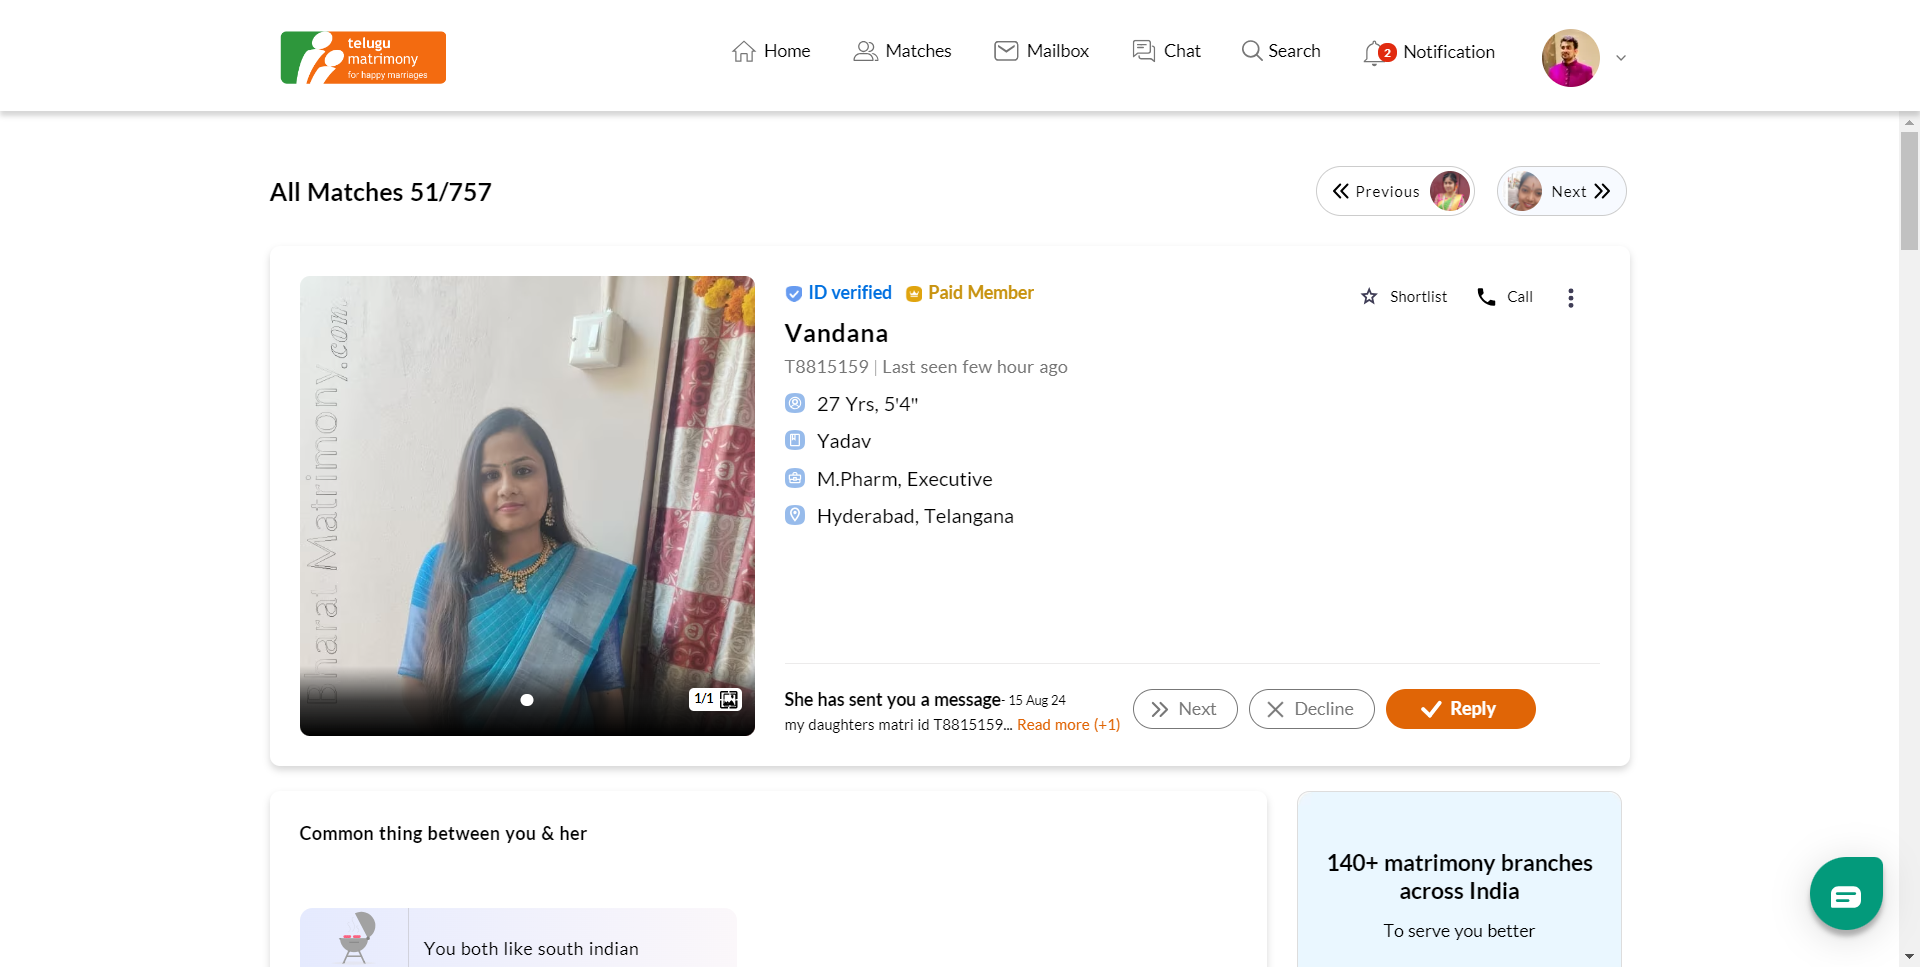 telugu
matrimony
for happy marriages
Home
Matches
Mailbox
Chat
Search
2
Notification
All Matches 51/757
Previous
Next
Bharat Matrimony.com
1/1
ID verified
Paid Member
Shortlist
Call
Vandana
T8815159 | Last seen few hour ago
27 Yrs, 5'4"
Yadav
M.Pharm, Executive
Hyderabad, Telangana
She has sent you a message- 15 Aug 24
my daughters matri id T8815159... Read more (+1)
Next
Decline
Reply
Common thing between you & her
You both like south indian
140+ matrimony branches
across India
To serve you better